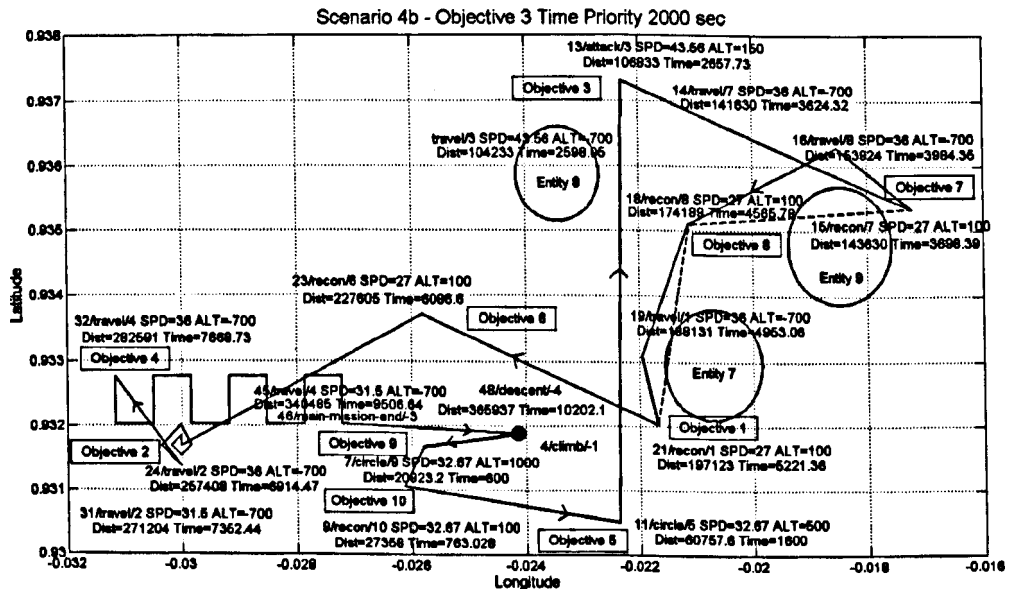 Scenario 4b - Objective 3 Time Priority 2000 sec
0.938
0.937
0.936
0.935
0.934
0.933
0.932
0.931
0.93
Latitude
13/attack/3 SPD=43.56 ALT=150
Dist=106833 Time=2657.73
Objective 3
14/travel/7 SPD=36 ALT=-700
Dist=141630 Time=3624.32
travel/3 SPD=43.56 ALT=-700
Dist=104233 Time=2598.05
Entity 8
16/travel/8 SPD=36 ALT=-700
Dist=153924 Time=3984.36
Objective 7
18/recon/8 SPD=27 ALT=100
Dist=174189 Time=4565.79
Objective 8
15/recon/7 SPD=27 ALT=100
Dist=143630 Time=3698.39
Entity 9
23/recon/6 SPD=27 ALT=100
Dist=227605 Time=6096.6
Objective 6
32/travel/4 SPD=36 ALT=-700
Dist=282591 Time=7668.73
Objective 4
19/travel/1 SPD=36 ALT=-700
Dist=188131 Time=4953.06
Entity 7
45/travel/4 SPD=31.5 ALT=-700
Dist=340485 Time=9506.64
46/main-mission-end/-3
48/descent/-4
Dist=365937 Time=10202.1
4/climb/-1
Objective 1
21/recon/1 SPD=27 ALT=100
Dist=197123 Time=5221.36
Objective 2
Objective 9
7/circle/9 SPD=32.67 ALT=1000
Dist=20923.2 Time=600
24/travel/2 SPD=36 ALT=-700
Dist=257408 Time=6914.47
Objective 10
31/travel/2 SPD=31.5 ALT=-700
Dist=271204 Time=7352.44
9/recon/10 SPD=32.67 ALT=100
Dist=27358 Time=763.028
Objective 5
11/circle/5 SPD=32.67 ALT=500
Dist=60757.6 Time=1600
-0.032 -0.03 -0.028 -0.026 -0.024 -0.022 -0.02 -0.018 -0.016
Longitude